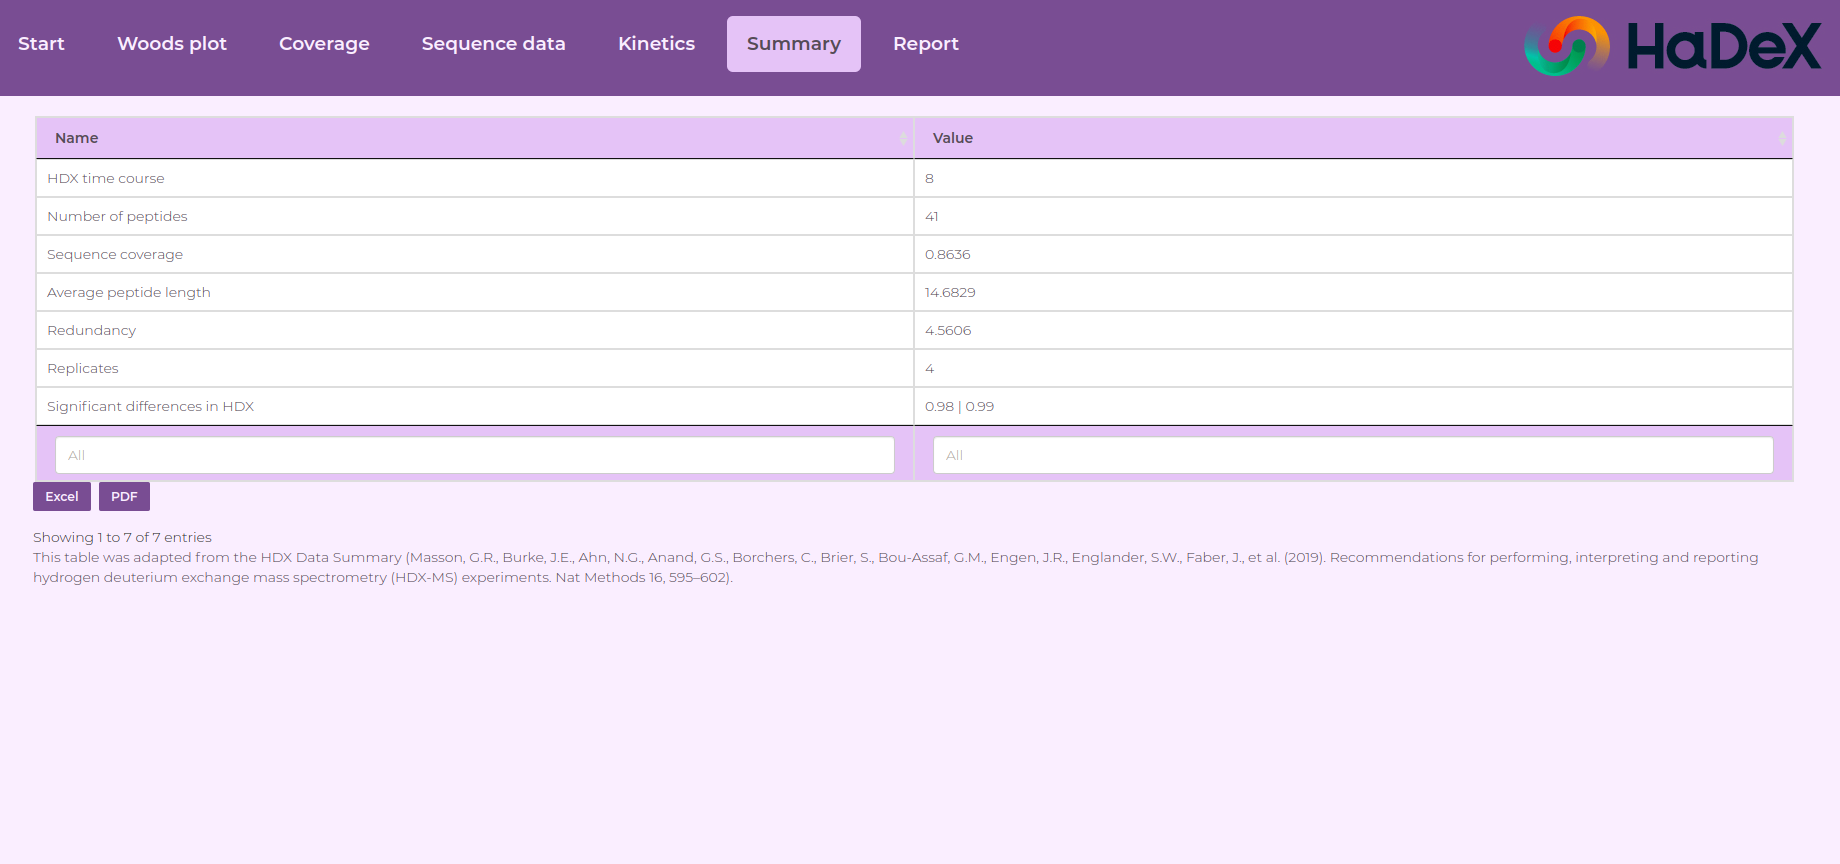 Start Woods plot Coverage Sequence data Kinetics Summary Report HaDeX
Name Value
HDX time course 8
Number of peptides 41
Sequence coverage 0.8636
Average peptide length 14.6829
Redundancy 4.5606
Replicates 4
Significant differences in HDX 0.98 | 0.99
All All
Excel PDF
Showing 1 to 7 of 7 entries
This table was adapted from the HDX Data Summary (Masson, G.R., Burke, J.E., Ahn, N.G., Anand, G.S., Borchers, C., Brier, S., Bou-Assaf, G.M., Engen, J.R., Englander, S.W., Faber, J., et al. (2019). Recommendations for performing, interpreting and reporting
hydrogen deuterium exchange mass spectrometry (HDX-MS) experiments. Nat Methods 16, 595–602).